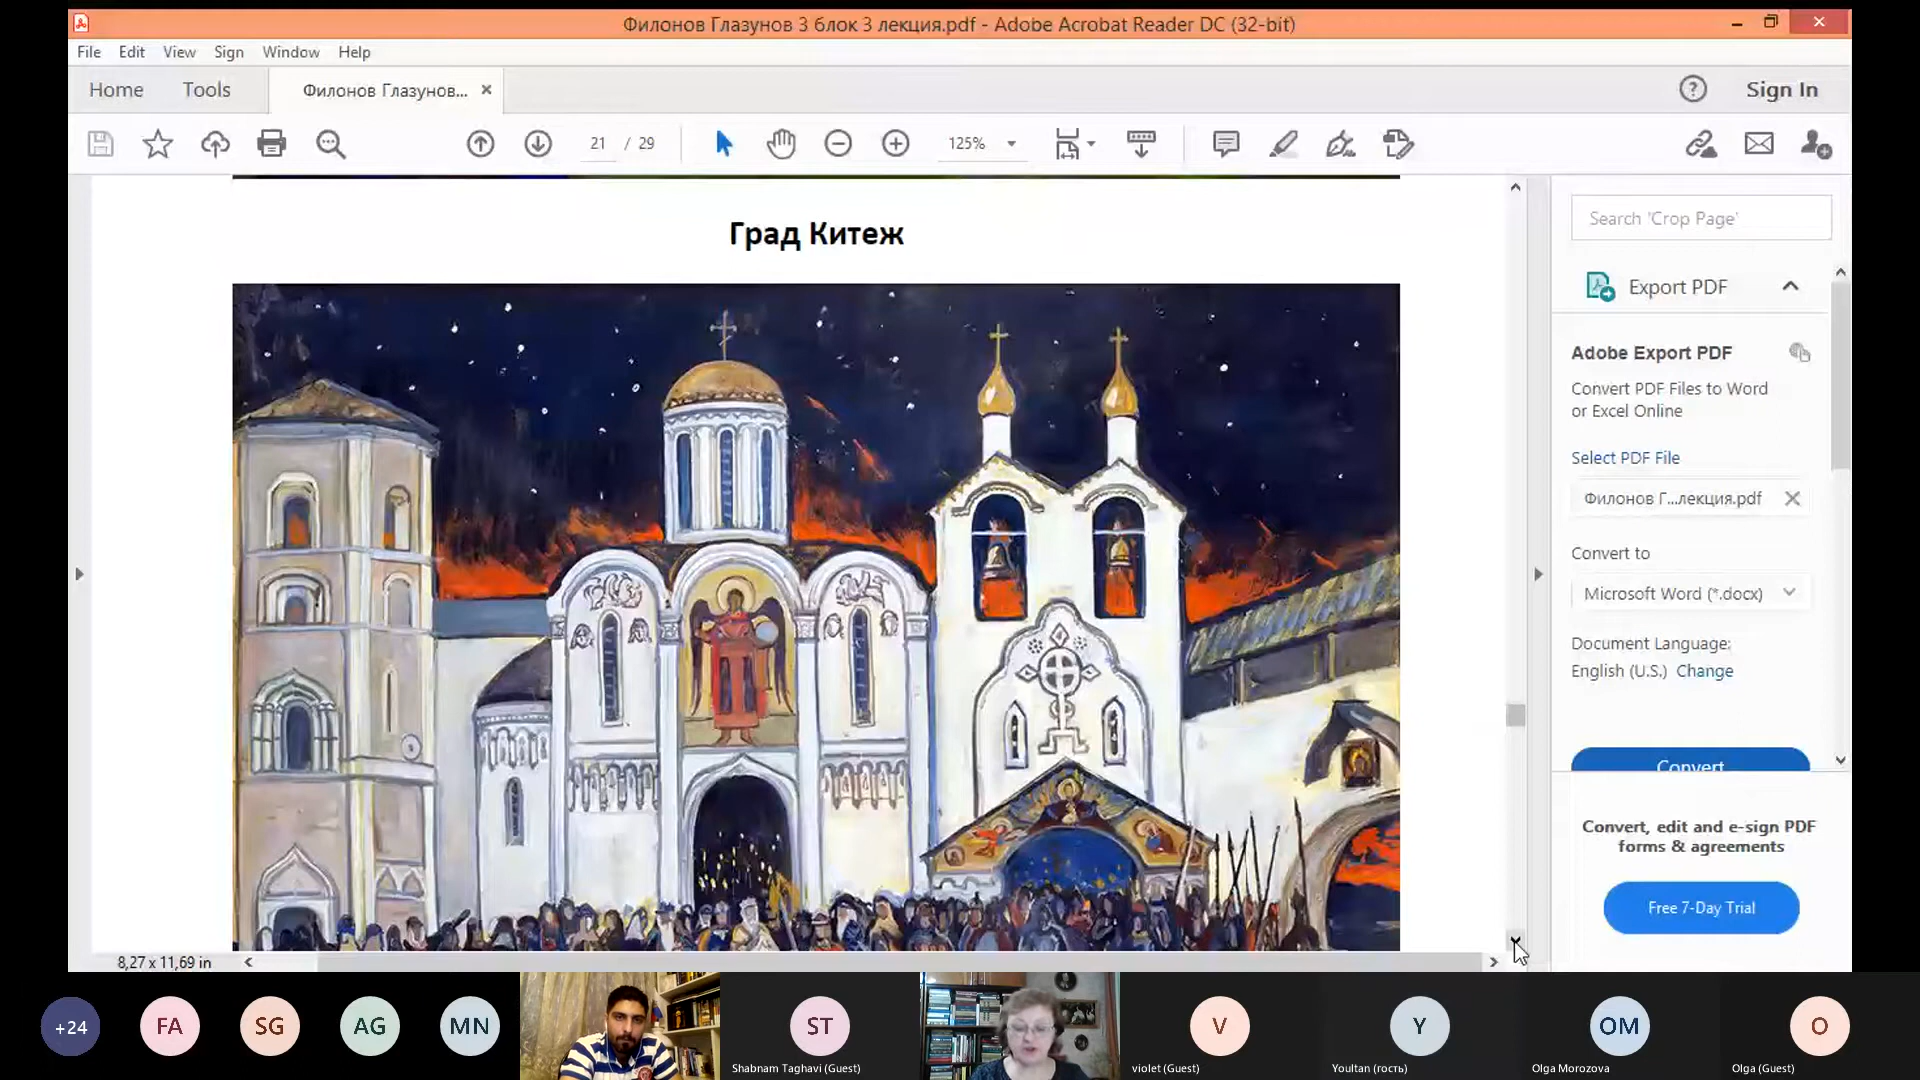 Филонов Глазунов 3 блок 3 лекция.pdf - Adobe Acrobat Reader DC (32-bit)
File Edit View Sign Window Help
Home Tools Филонов Глазунов... Sign In
21 / 29 125%
Град Китеж
8,27 x 11,69 in
Search 'Crop Page'
Export PDF
Adobe Export PDF
Convert PDF Files to Word
or Excel Online
Select PDF File
Филонов Г...лекция.pdf
Convert to
Microsoft Word (*.docx)
Document Language:
English (U.S.) Change
Convert
Convert, edit and e-sign PDF
forms & agreements
Free 7-Day Trial
+24 FA SG AG MN ST V Y OM O
Shabnam Taghavi (Guest) violet (Guest) Youltan (гость) Olga Morozova Olga (Guest)